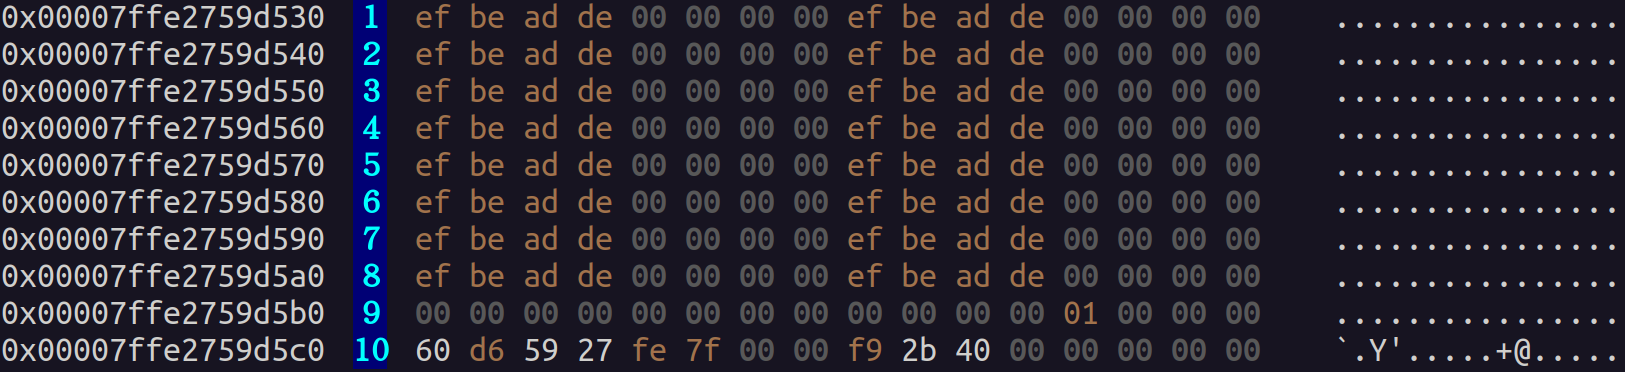 0x00007ffe2759d530 1 ef be ad de 00 00 00 00 ef be ad de 00 00 00 00 ................
0x00007ffe2759d540 2 ef be ad de 00 00 00 00 ef be ad de 00 00 00 00 ................
0x00007ffe2759d550 3 ef be ad de 00 00 00 00 ef be ad de 00 00 00 00 ................
0x00007ffe2759d560 4 ef be ad de 00 00 00 00 ef be ad de 00 00 00 00 ................
0x00007ffe2759d570 5 ef be ad de 00 00 00 00 ef be ad de 00 00 00 00 ................
0x00007ffe2759d580 6 ef be ad de 00 00 00 00 ef be ad de 00 00 00 00 ................
0x00007ffe2759d590 7 ef be ad de 00 00 00 00 ef be ad de 00 00 00 00 ................
0x00007ffe2759d5a0 8 ef be ad de 00 00 00 00 ef be ad de 00 00 00 00 ................
0x00007ffe2759d5b0 9 00 00 00 00 00 00 00 00 00 00 00 00 01 00 00 00 ................
0x00007ffe2759d5c0 10 60 d6 59 27 fe 7f 00 00 f9 2b 40 00 00 00 00 00 `.Y'.....+@.....